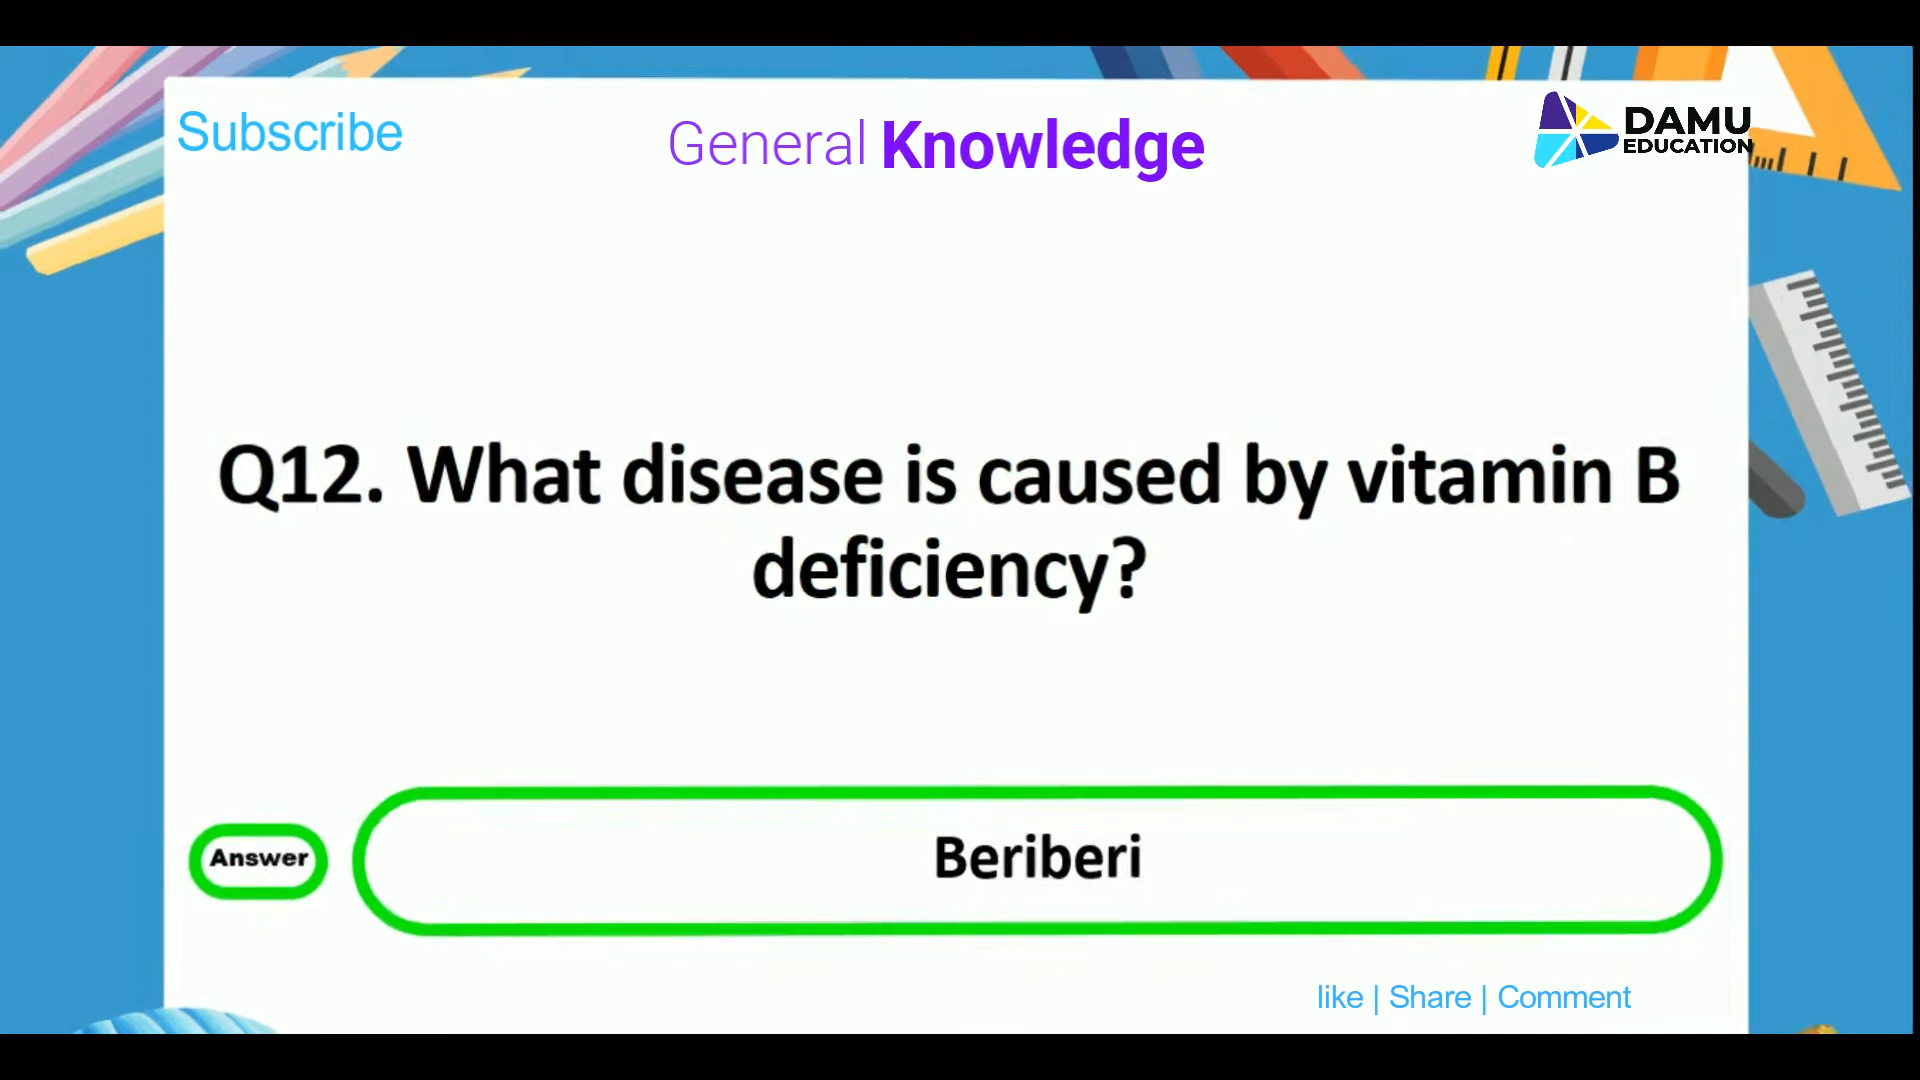 Subscribe
General Knowledge
DAMU
EDUCATION
Q12. What disease is caused by vitamin B
deficiency?
Answer
Beriberi
like | Share | Comment